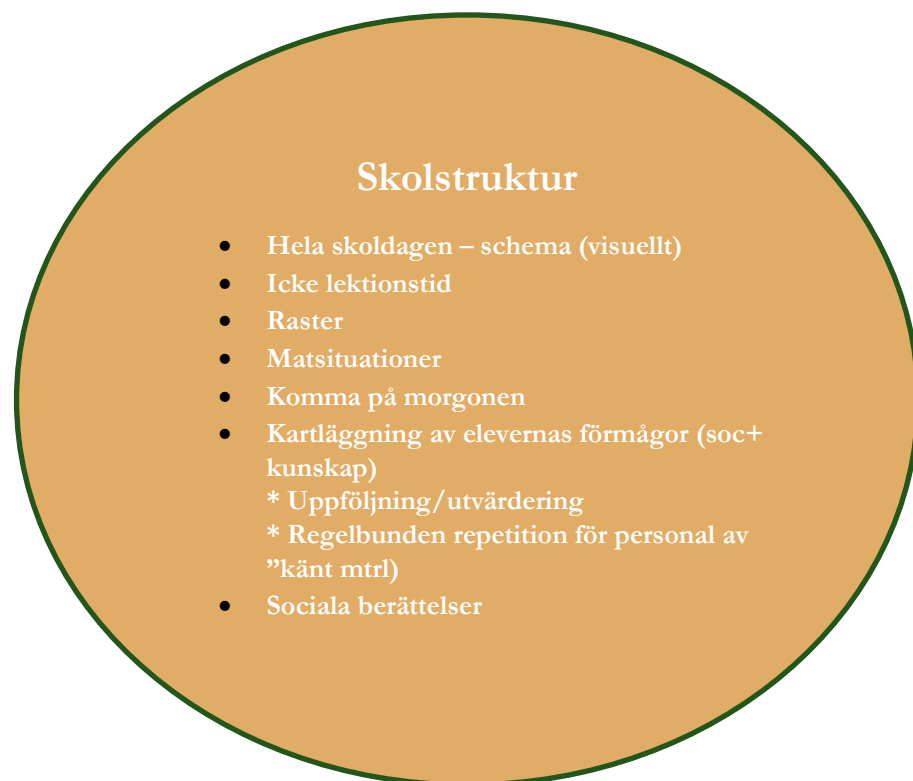 Skolstruktur
• Hela skoldagen – schema (visuellt)
• Icke lektionstid
• Raster
• Matsituationer
• Komma på morgonen
• Kartläggning av elevernas förmågor (soc+
kunskap)
* Uppföljning/utvärdering
* Regelbunden repetition för personal av
”känt mtrl)
• Sociala berättelser